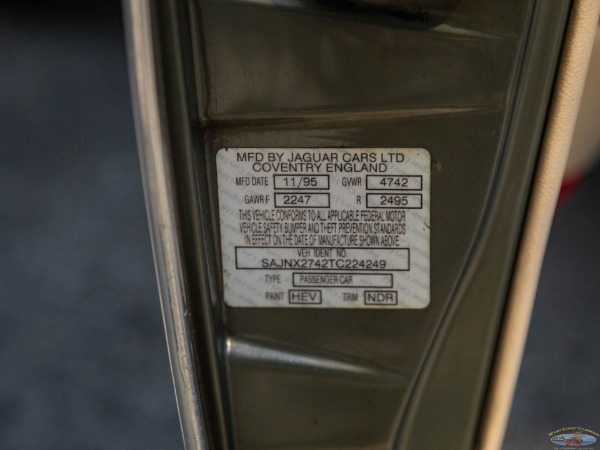 MFD BY JAGUAR CARS LTD
COVENTRY ENGLAND
MFD DATE 11/95 GVWR 4742
GAWR F 2247 R 2495
THIS VEHICLE CONFORMS TO ALL APPLICABLE FEDERAL MOTOR
VEHICLE SAFETY BUMPER AND THEFT PREVENTION STANDARDS
IN EFFECT ON THE DATE OF MANUFACTURE SHOWN ABOVE
VEH IDENT NO.
SAJNX2742TC224249
TYPE PASSENGER CAR
PAINT HEV TRIM NDR